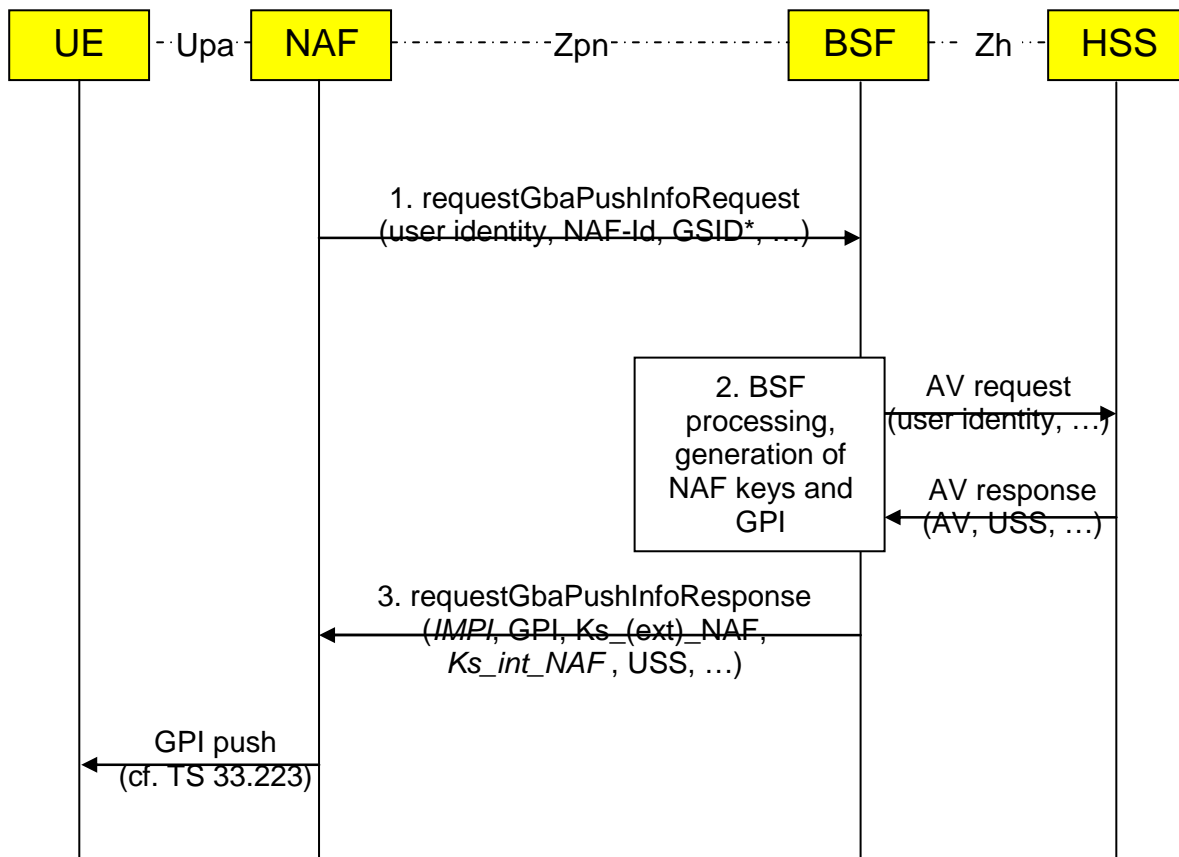 UE
Upa
NAF
Zpn
BSF
Zh
HSS
1. requestGbaPushInfoRequest
(user identity, NAF-Id, GSID*, …)
2. BSF
processing,
generation of
NAF keys and
GPI
AV request
(user identity, …)
AV response
(AV, USS, …)
3. requestGbaPushInfoResponse
(IMPI, GPI, Ks_(ext)_NAF,
Ks_int_NAF , USS, …)
GPI push
(cf. TS 33.223)